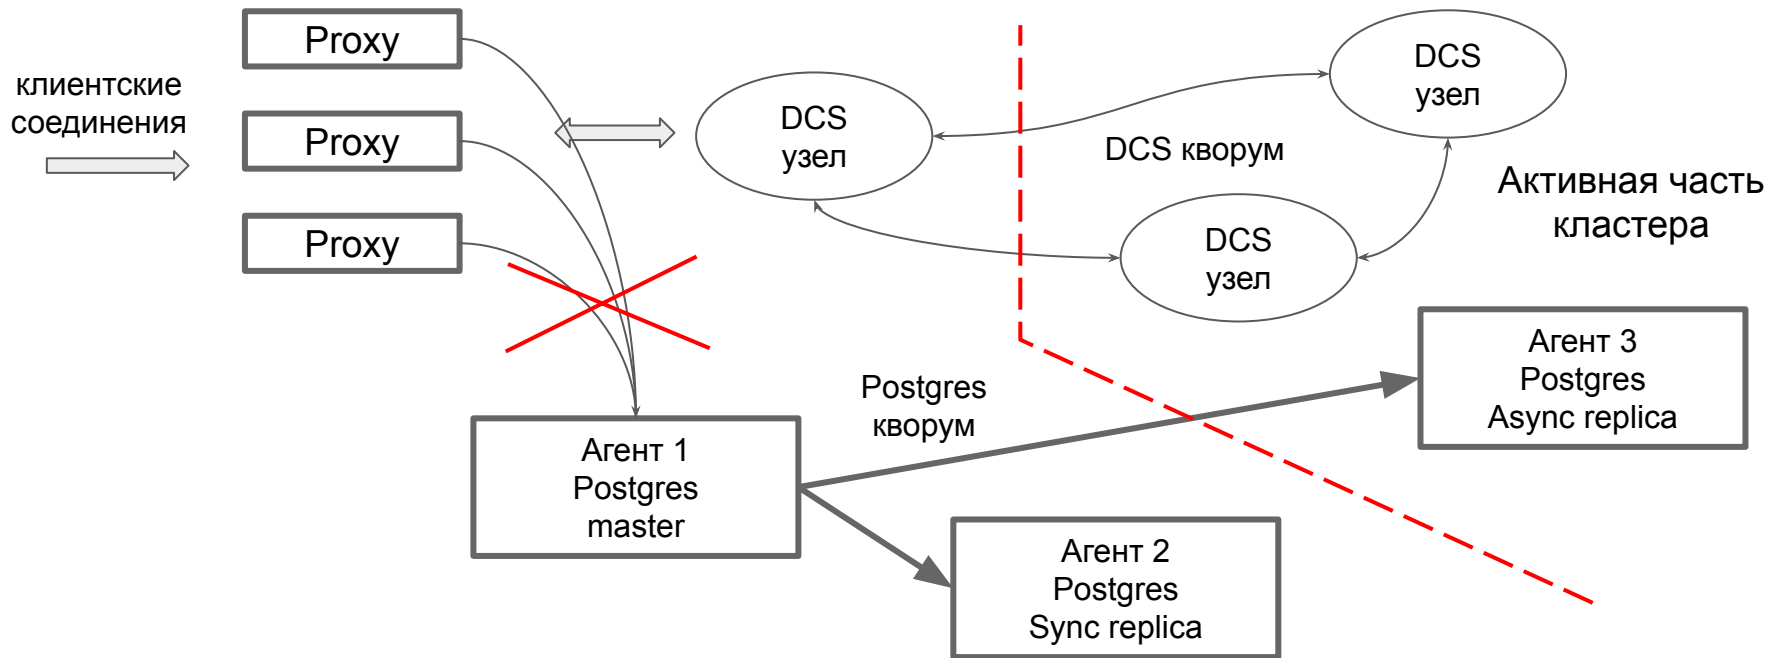 клиентские
соединения
Proxy
Proxy
Proxy
DCS
узел
DCS
узел
DCS кворум
DCS
узел
Активная часть
кластера
Postgres
кворум
Агент 1
Postgres
master
Агент 2
Postgres
Sync replica
Агент 3
Postgres
Async replica